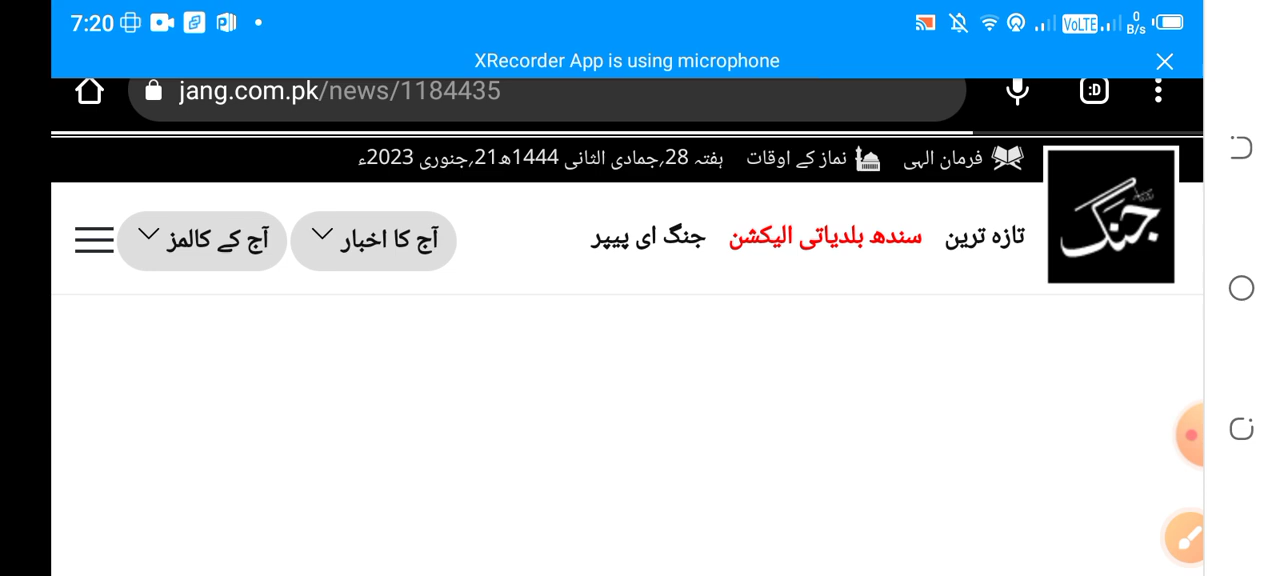 7:20 VoLTE 0 B/s
XRecorder App is using microphone
jang.com.pk/news/1184435 :D
فرمان الہی نماز کے اوقات ہفتہ 28؍جمادی الثانی 1444ھ21؍جنوری 2023ء
جنگ
تازہ ترین سندھ بلدیاتی الیکشن جنگ ای پیپر آج کا اخبار آج کے کالمز